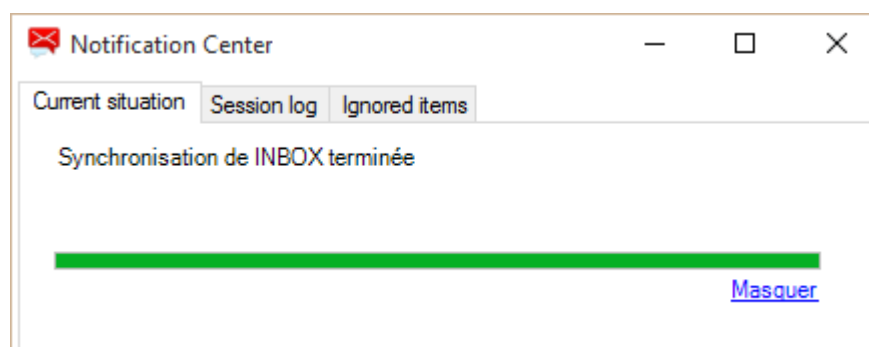 Notification Center
Current situation Session log Ignored items
Synchronisation de INBOX terminée
Masquer